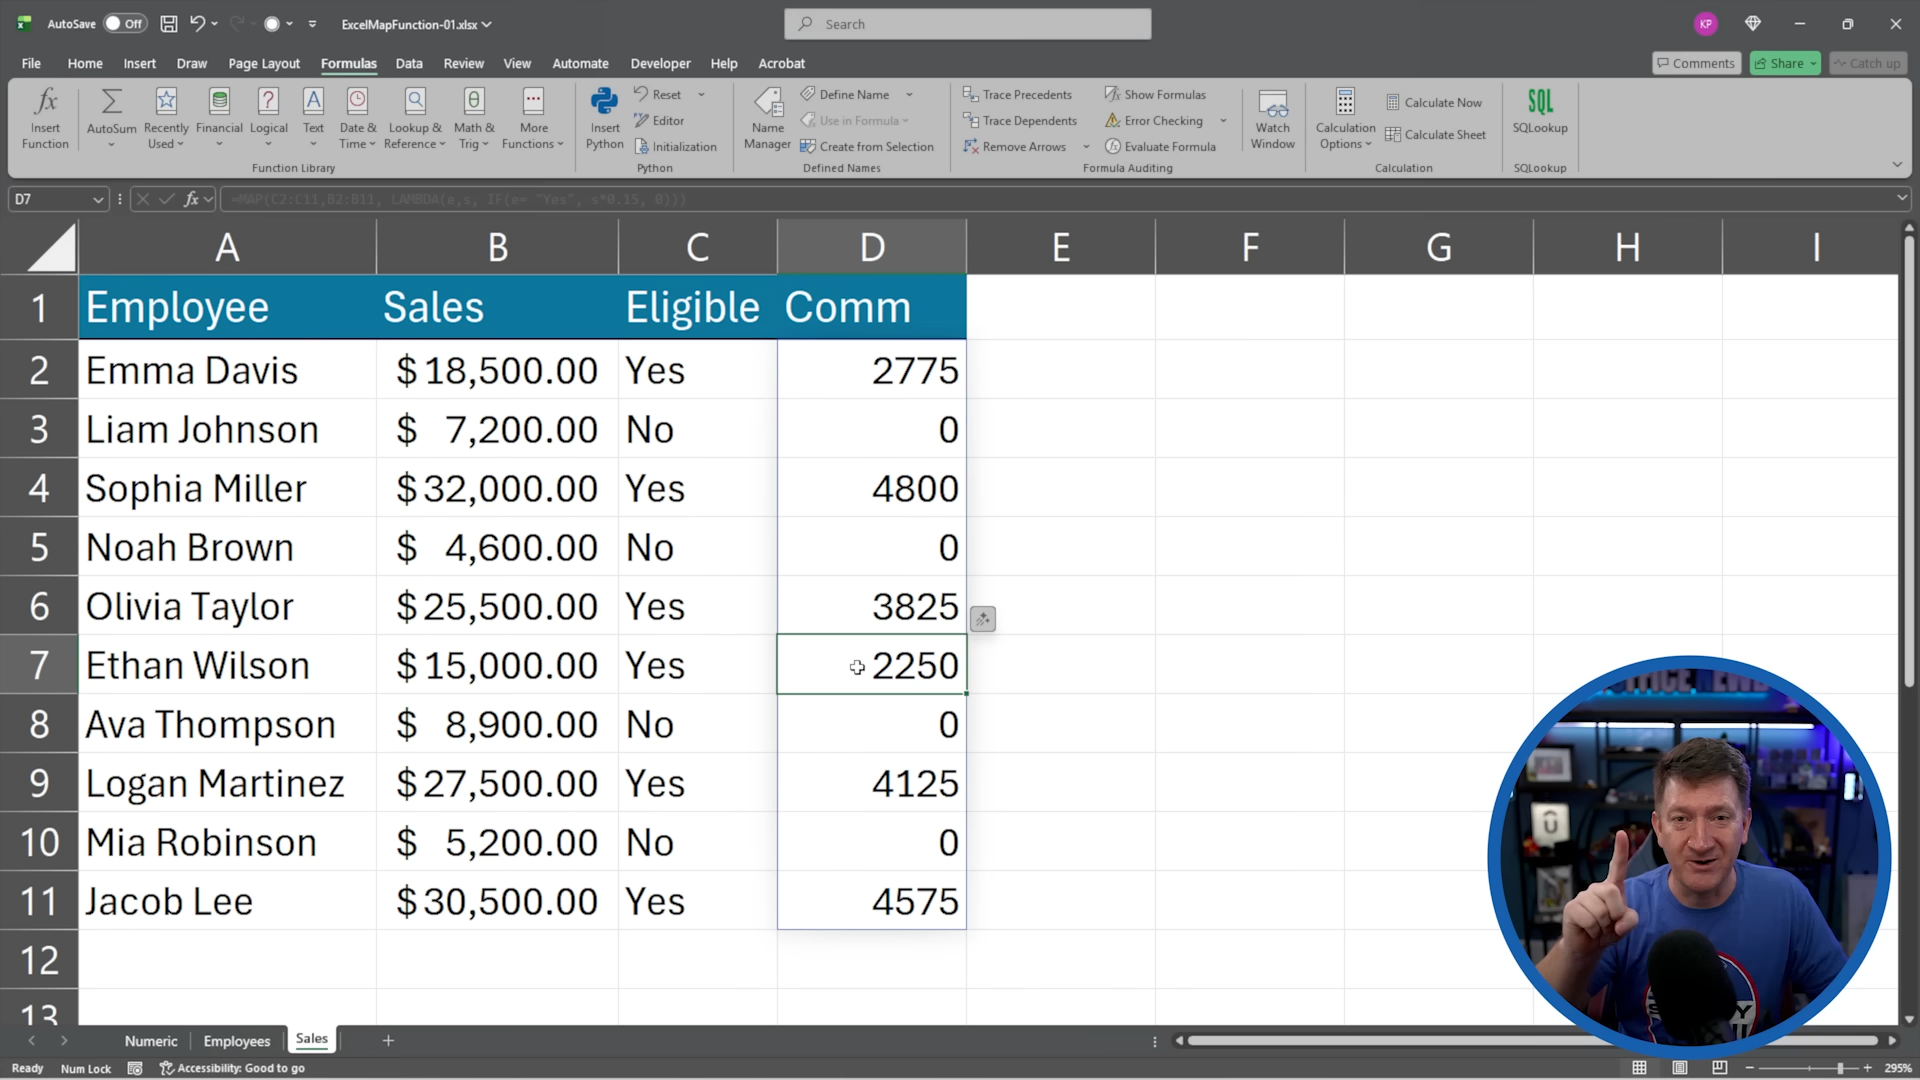 AutoSave Off ExcelMapFunction-01.xlsx Search KP
File Home Insert Draw Page Layout Formulas Data Review View Automate Developer Help Acrobat Comments Share Catch up
Insert Function AutoSum Recently Used Financial Logical Text Date & Time Lookup & Reference Math & Trig More Functions
Function Library
Insert Python Reset Editor Initialization
Python
Name Manager Define Name Use in Formula Create from Selection
Defined Names
Trace Precedents Trace Dependents Remove Arrows Show Formulas Error Checking Evaluate Formula
Formula Auditing
Watch Window
Calculation Options Calculate Now Calculate Sheet
Calculation
SQL SQLookup
SQLookup
D7 fx =MAP(C2:C11,B2:B11, LAMBDA(e,s, IF(e= "Yes", s*0.15, 0)))
A B C D E F G H I
1 Employee Sales Eligible Comm
2 Emma Davis $18,500.00 Yes 2775
3 Liam Johnson $ 7,200.00 No 0
4 Sophia Miller $32,000.00 Yes 4800
5 Noah Brown $ 4,600.00 No 0
6 Olivia Taylor $25,500.00 Yes 3825
7 Ethan Wilson $15,000.00 Yes 2250
8 Ava Thompson $ 8,900.00 No 0
9 Logan Martinez $27,500.00 Yes 4125
10 Mia Robinson $ 5,200.00 No 0
11 Jacob Lee $30,500.00 Yes 4575
12
13
Numeric Employees Sales
Ready Num Lock Accessibility: Good to go 295%